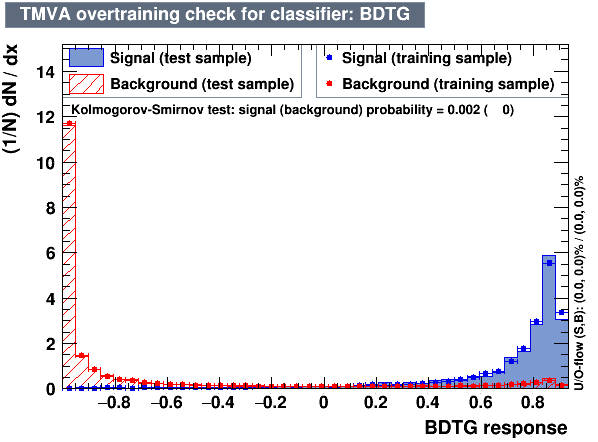 TMVA overtraining check for classifier: BDTG
(1/N) dN / dx
Signal (test sample)
Background (test sample)
Signal (training sample)
Background (training sample)
Kolmogorov-Smirnov test: signal (background) probability = 0.002 ( 0)
14
12
10
8
6
4
2
0
−0.8 −0.6 −0.4 −0.2 0 0.2 0.4 0.6 0.8
BDTG response
U/O-flow (S,B): (0.0, 0.0)% / (0.0, 0.0)%